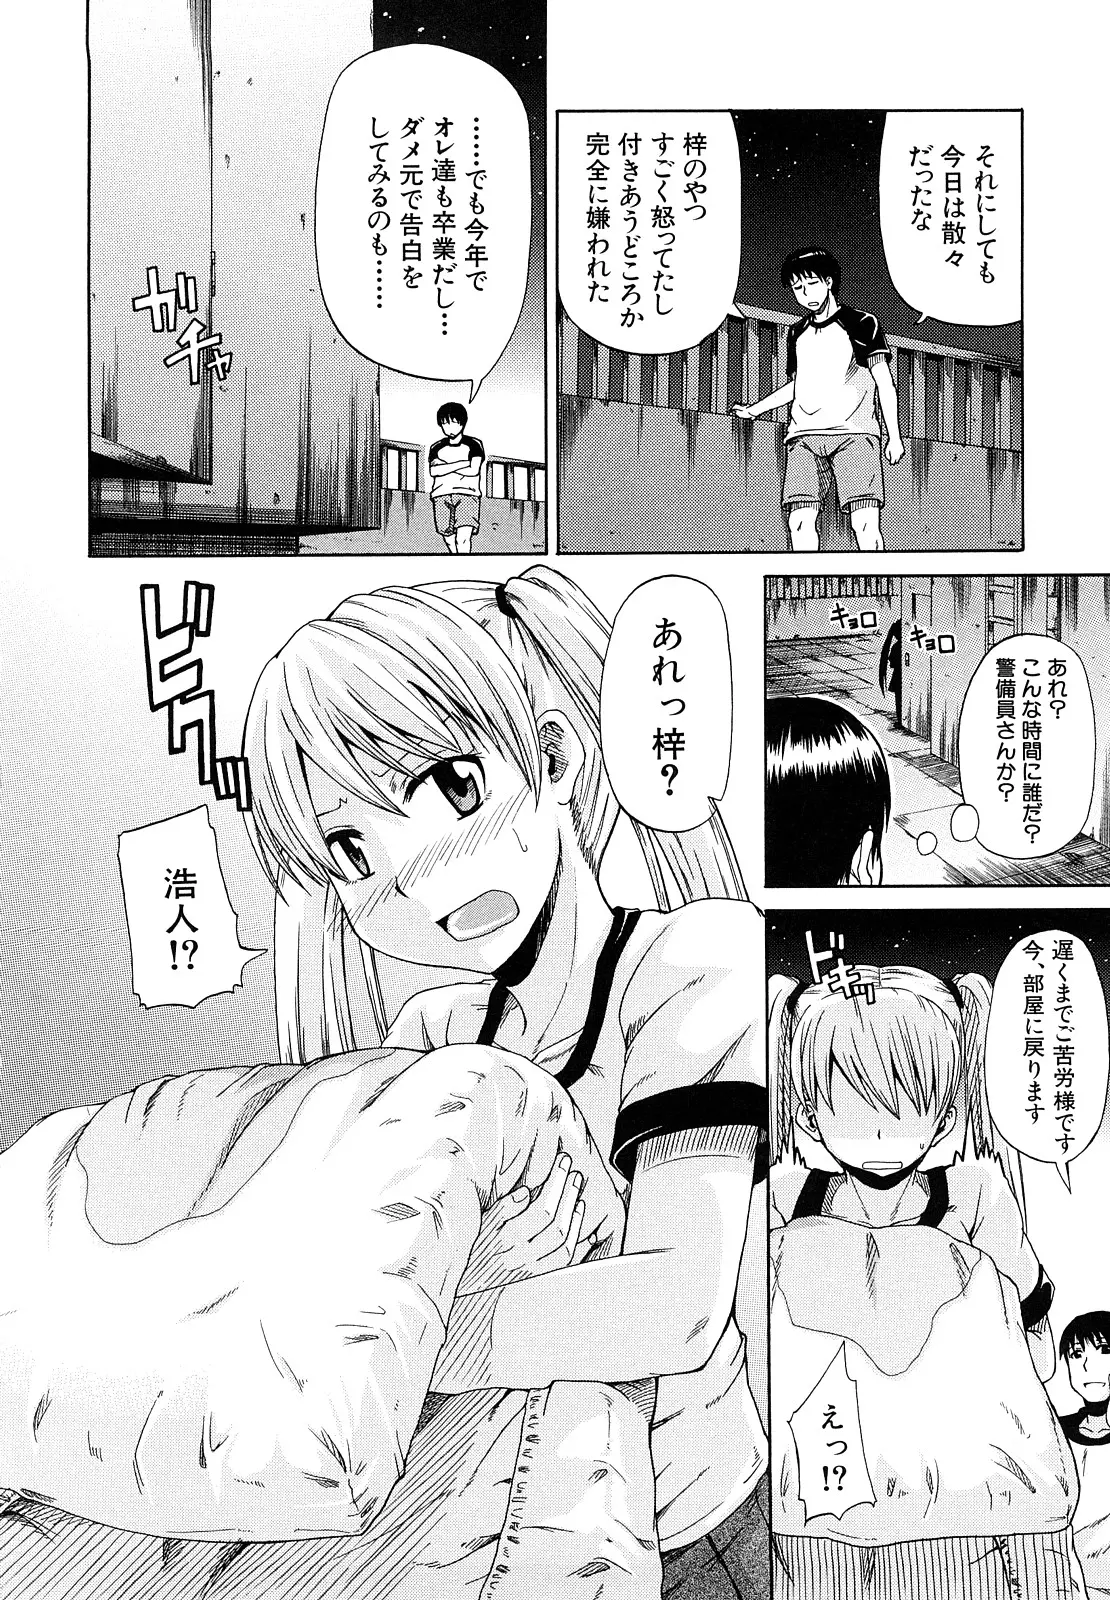 それにしても
今日は散々
だったな
梓のやつ
すごく怒ってたし
付きあうどころか
完全に嫌われた
……でも今年で
オレ達も卒業だし…
ダメ元で告白を
してみるのも……
ガチャ
キョロ
キョロ
あれ?
こんな時間に誰だ?
警備員さんか?
遅くまでご苦労様です
今、部屋に戻ります
ドキッ
えっ!?
あれっ梓?
ビクッ
浩人!?